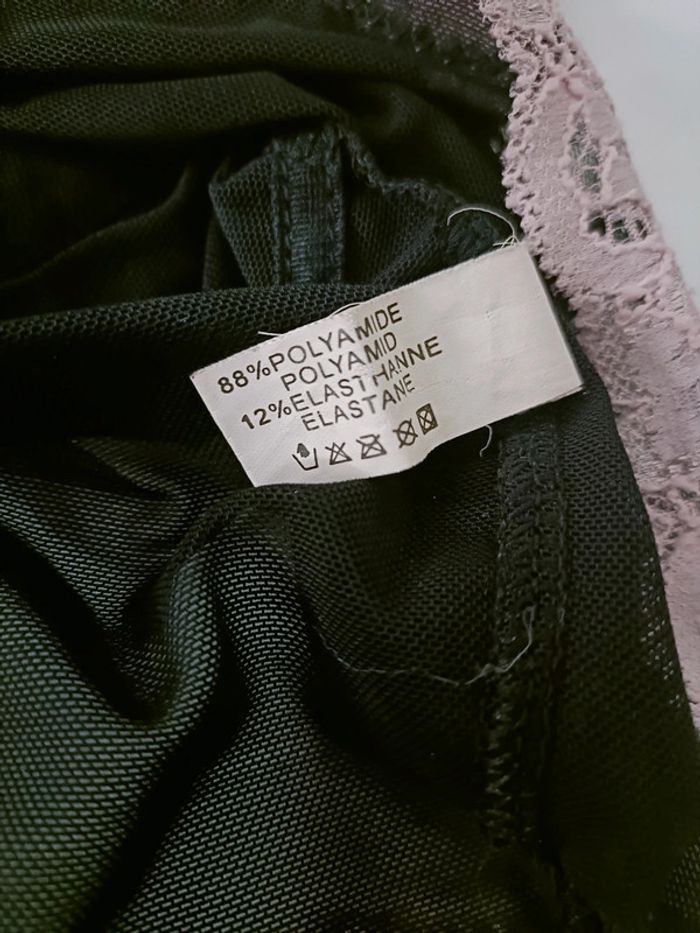 88%POLYAMIDE
POLYAMID
12%ELASTHANNE
ELASTANE